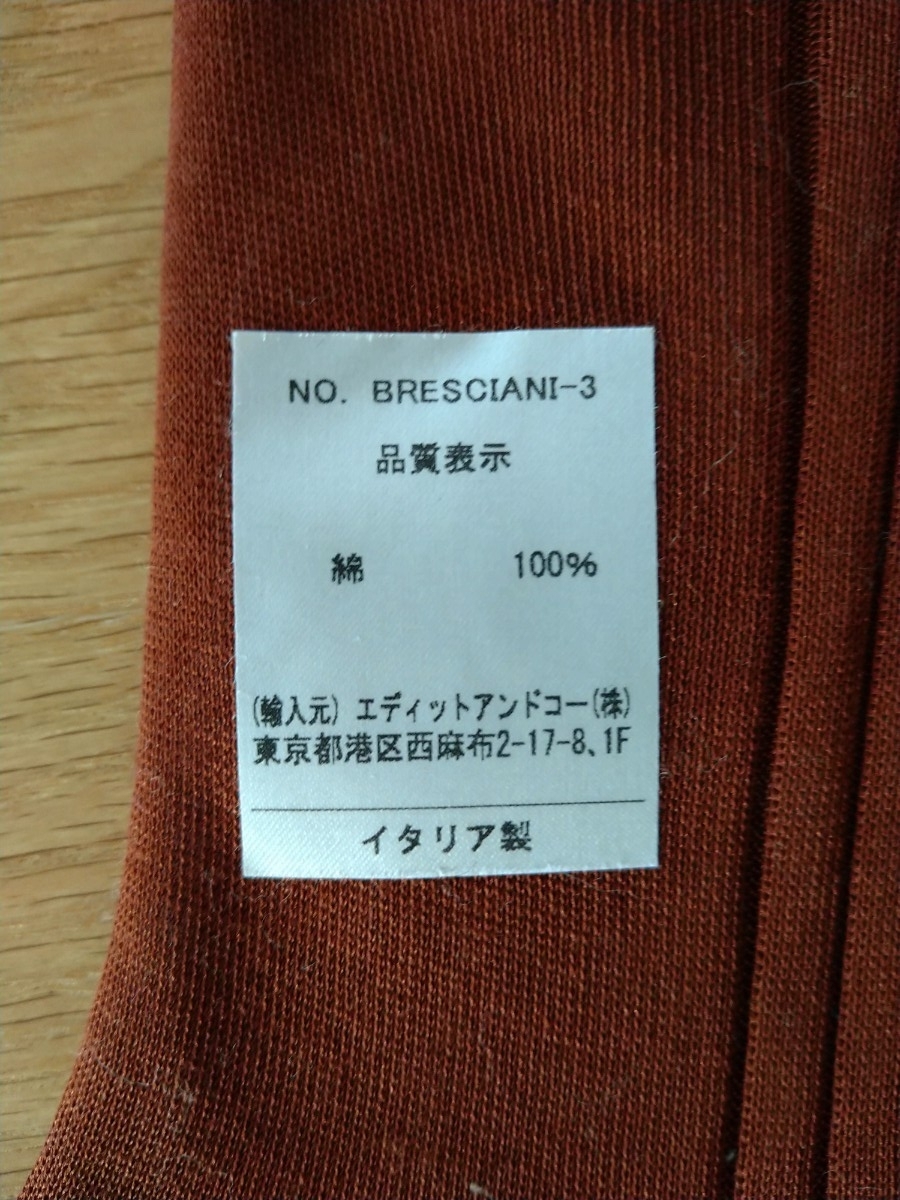 NO. BRESCIANI-3
品質表示
綿 100%
(輸入元) エディットアンドコー(株)
東京都港区西麻布2-17-8、1F
イタリア製